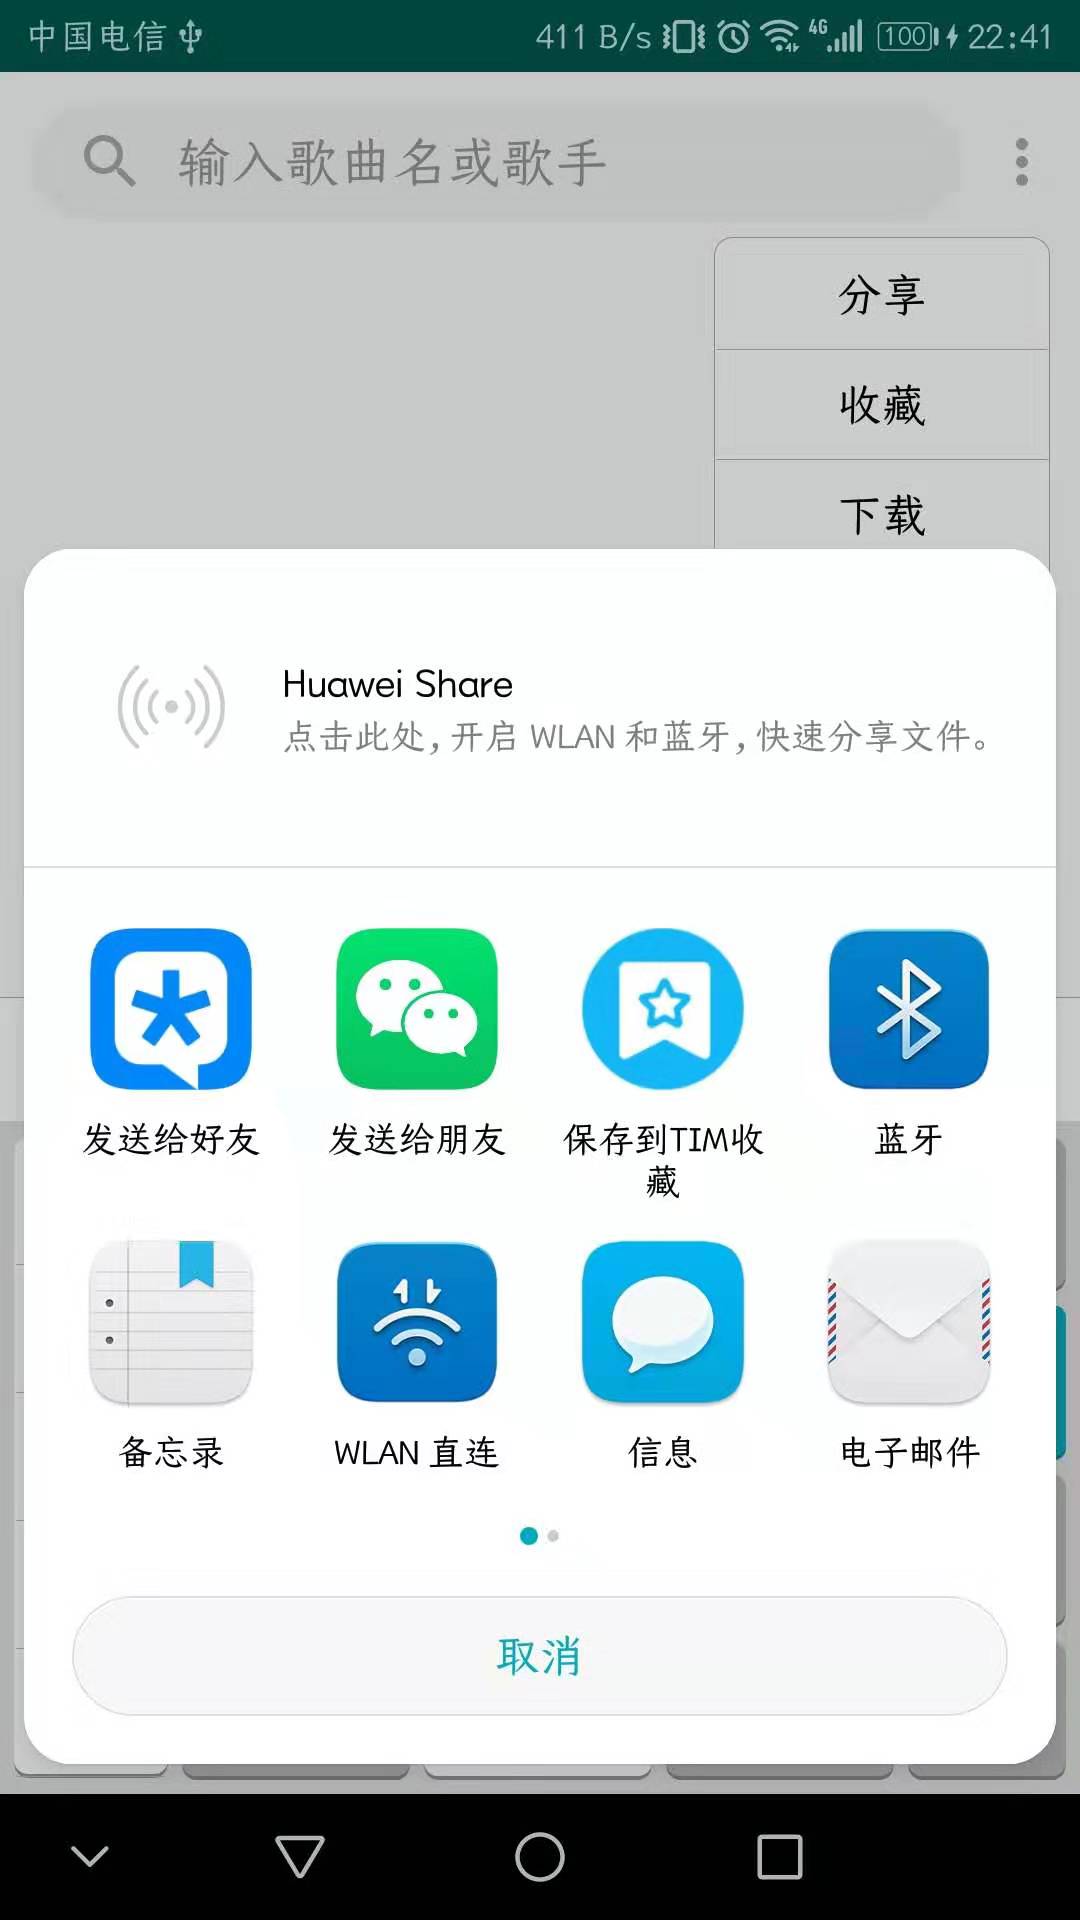 中国电信 411 B/s 4G 100 22:41
输入歌曲名或歌手
分享
收藏
下载
Huawei Share
点击此处，开启 WLAN 和蓝牙，快速分享文件。
发送给好友 发送给朋友 保存到TIM收藏 蓝牙
备忘录 WLAN 直连 信息 电子邮件
取消